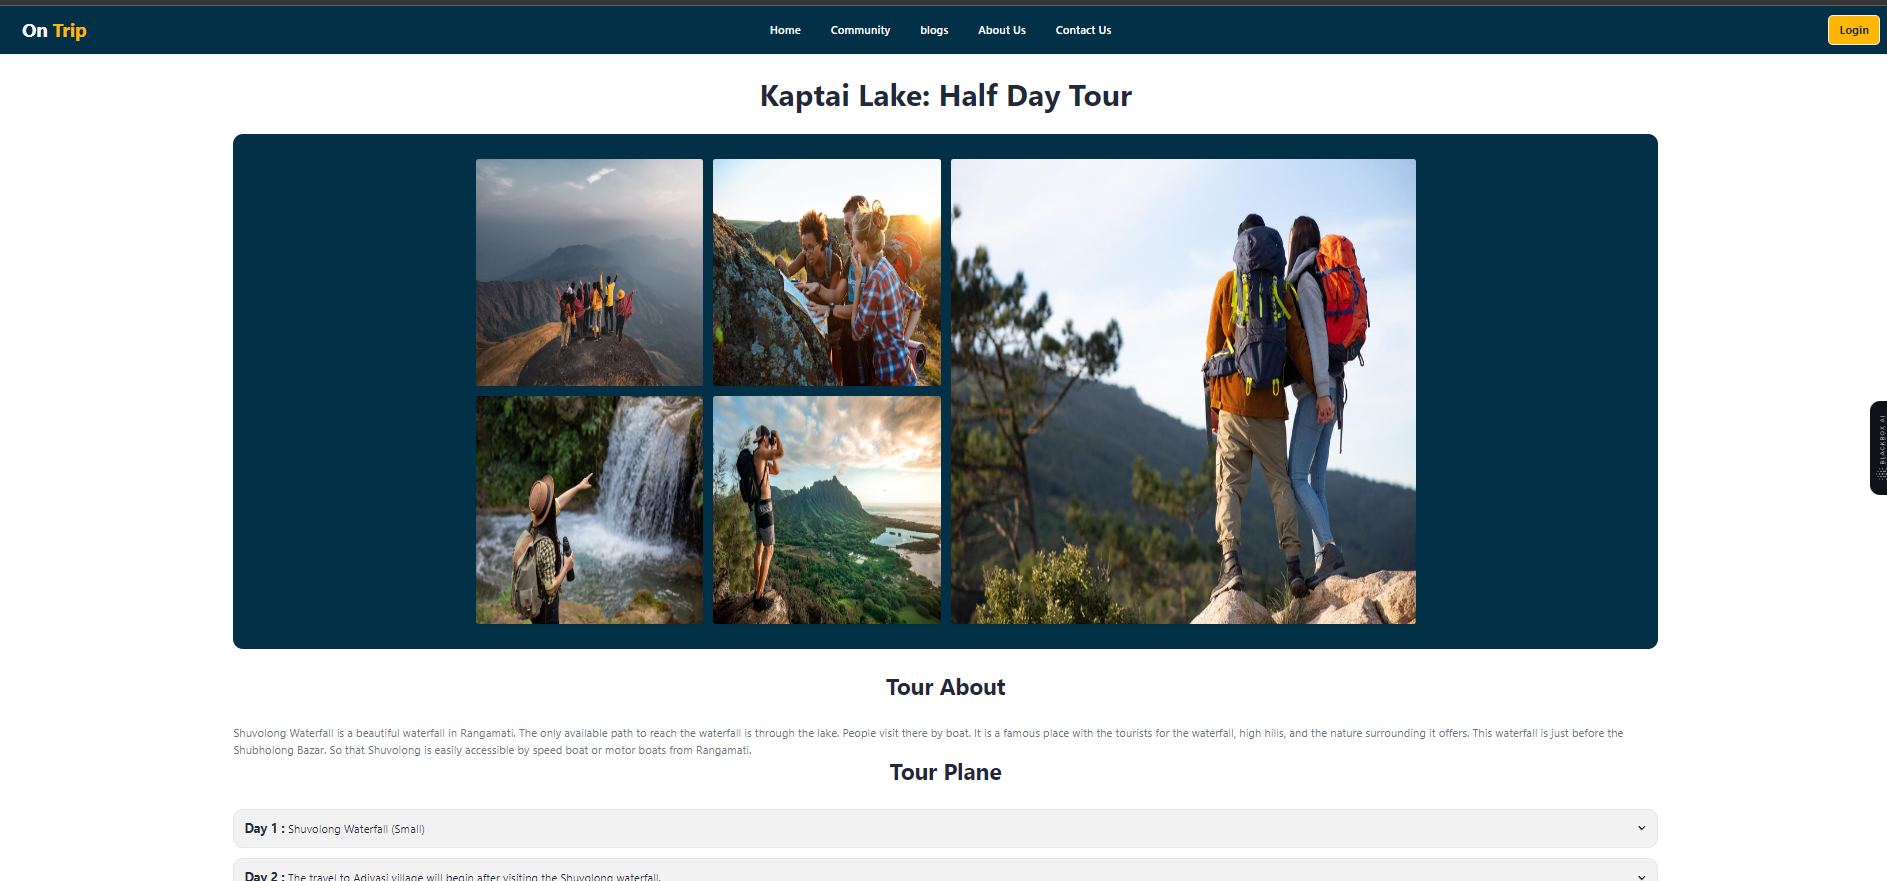 On Trip
Home Community blogs About Us Contact Us
Login
Kaptai Lake: Half Day Tour
BLACKBOX AI
Tour About
Shuvolong Waterfall is a beautiful waterfall in Rangamati. The only available path to reach the waterfall is through the lake. People visit there by boat. It is a famous place with the tourists for the waterfall, high hills, and the nature surrounding it offers. This waterfall is just before the
Shubholong Bazar. So that Shuvolong is easily accessible by speed boat or motor boats from Rangamati.
Tour Plane
Day 1 : Shuvolong Waterfall (Small)
Day 2 : The travel to Adivasi village will begin after visiting the Shuvolong waterfall.